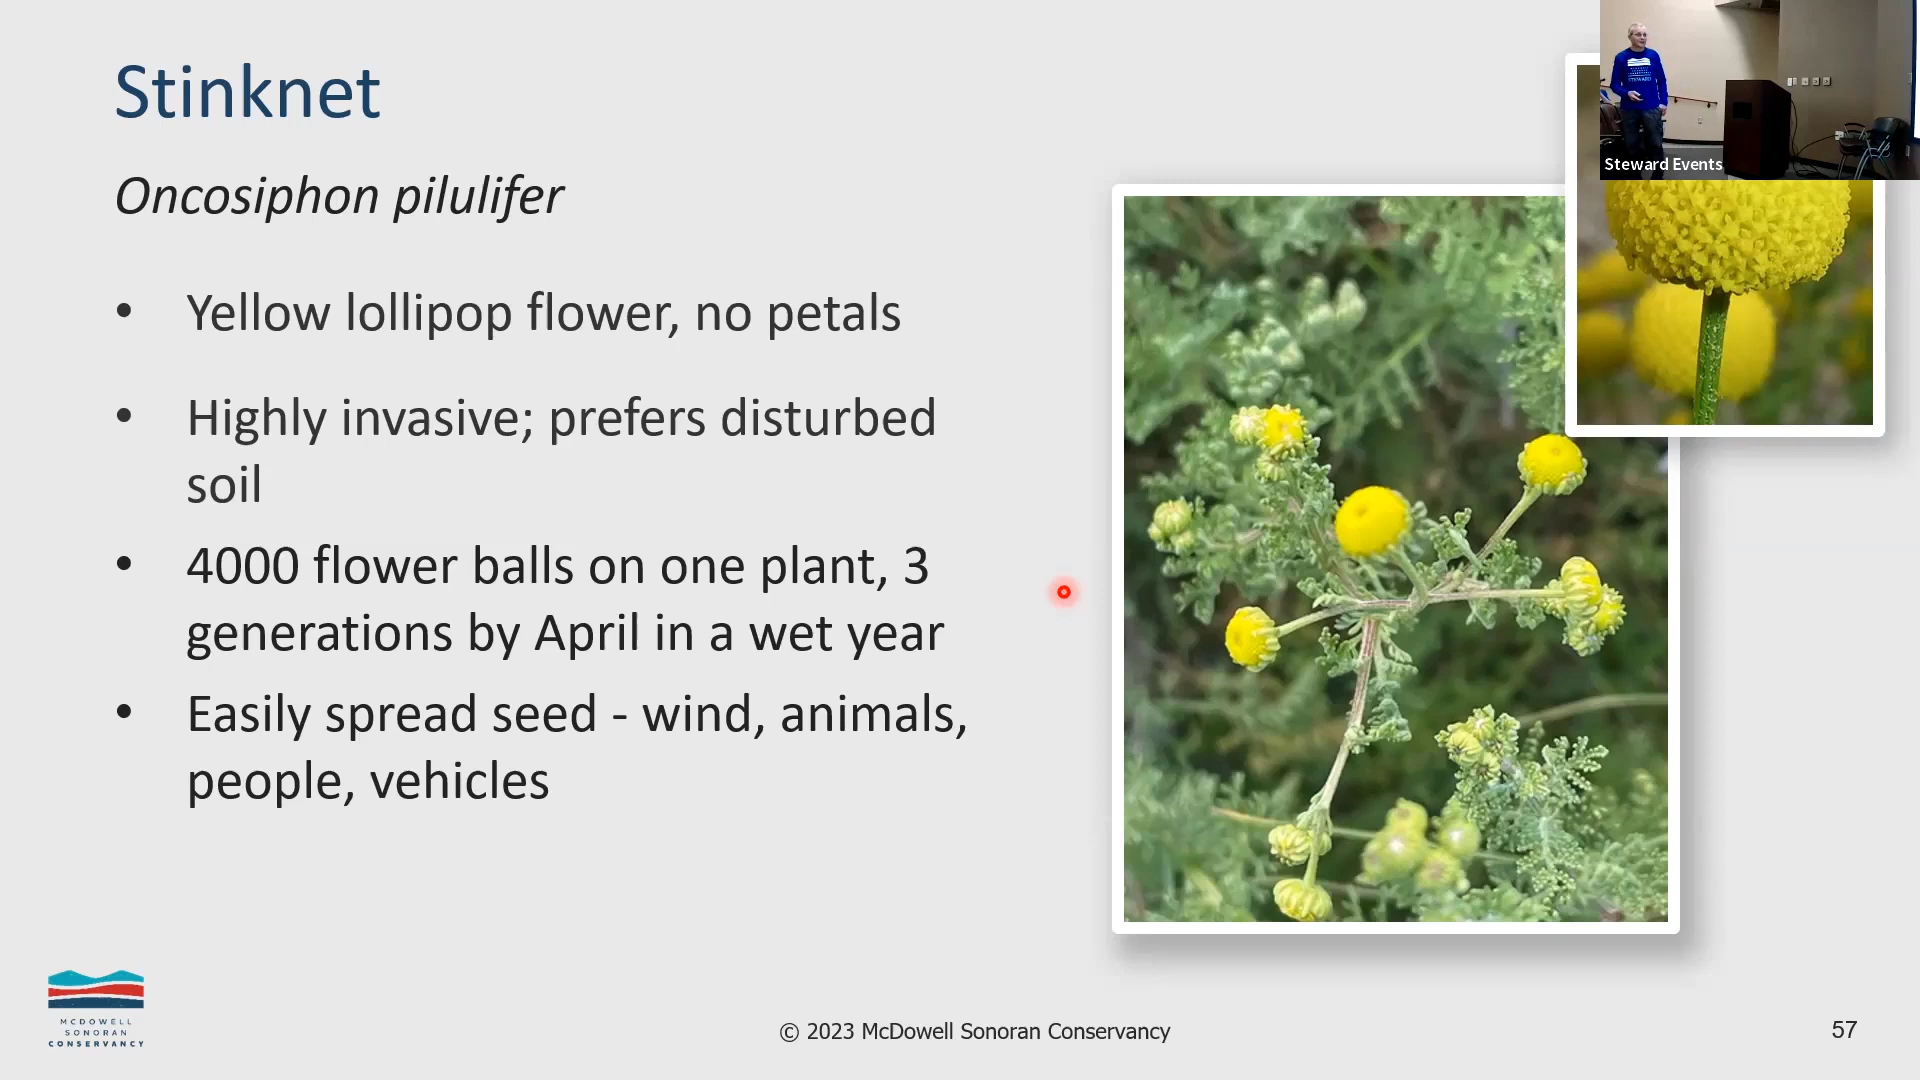 Stinknet
Oncosiphon pilulifer
• Yellow lollipop flower, no petals
• Highly invasive; prefers disturbed
soil
• 4000 flower balls on one plant, 3
generations by April in a wet year
• Easily spread seed - wind, animals,
people, vehicles
STEWARD
Steward Events
MCDOWELL
SONORAN
CONSERVANCY
© 2023 McDowell Sonoran Conservancy
57